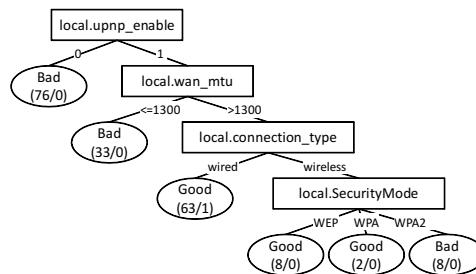 local.upnp_enable
0
1
Bad
(76/0)
local.wan_mtu
<=1300
>1300
Bad
(33/0)
local.connection_type
wired
wireless
Good
(63/1)
local.SecurityMode
WEP
WPA
WPA2
Good
(8/0)
Good
(2/0)
Bad
(8/0)